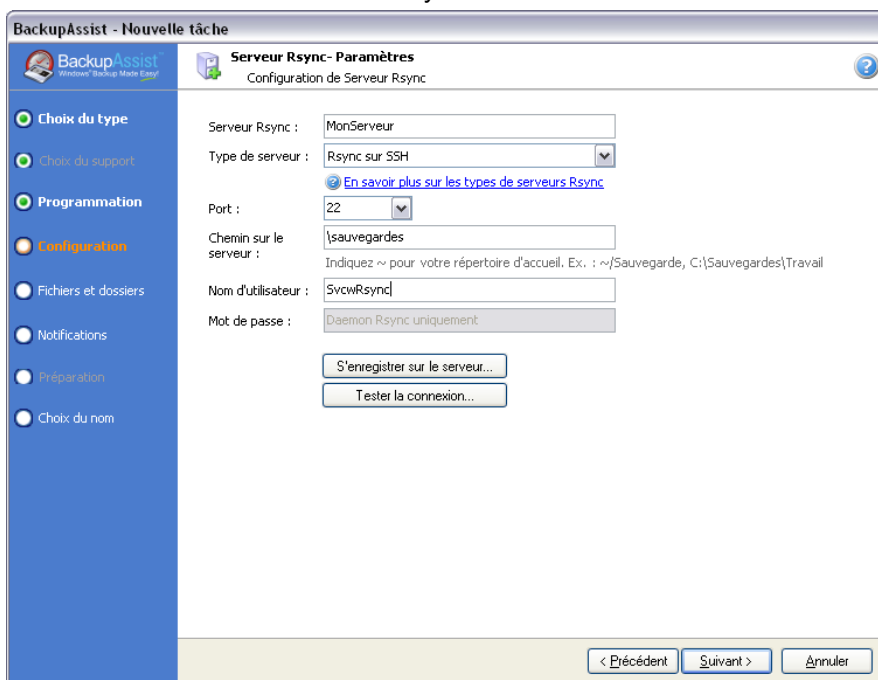 BackupAssist - Nouvelle tâche
BackupAssist™
Windows® Backup Made Easy!
Serveur Rsync- Paramètres
Configuration de Serveur Rsync
Choix du type
Choix du support
Programmation
Configuration
Fichiers et dossiers
Notifications
Préparation
Choix du nom
Serveur Rsync :
MonServeur
Type de serveur :
Rsync sur SSH
En savoir plus sur les types de serveurs Rsync
Port :
22
Chemin sur le
serveur :
\sauvegardes
Indiquez ~ pour votre répertoire d'accueil. Ex. : ~/Sauvegarde, C:\Sauvegardes\Travail
Nom d'utilisateur :
SvcwRsync
Mot de passe :
Daemon Rsync uniquement
S'enregistrer sur le serveur...
Tester la connexion...
< Précédent
Suivant >
Annuler